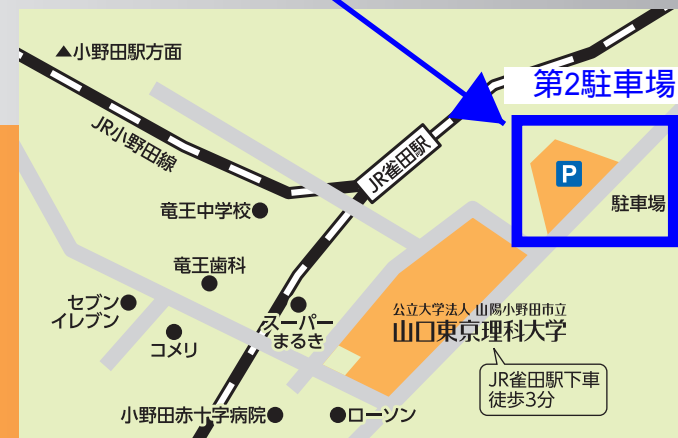 ▲小野田駅方面
第2駐車場
JR小野田線
JR雀田駅
P
駐車場
竜王中学校
竜王歯科
セブン
イレブン
スーパー
まるき
コメリ
公立大学法人 山陽小野田市立
山口東京理科大学
JR雀田駅下車
徒歩3分
小野田赤十字病院
ローソン